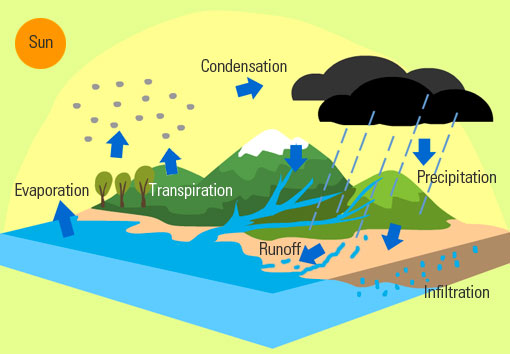 Sun
Condensation
Evaporation
Transpiration
Precipitation
Runoff
Infiltration